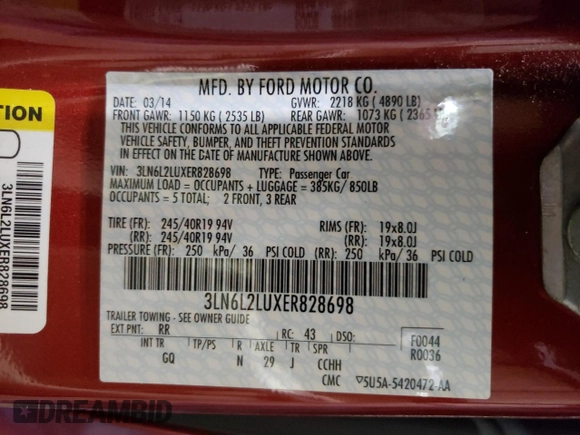 MFD. BY FORD MOTOR CO.
DATE: 03/14 GVWR: 2218 KG ( 4890 LB)
FRONT GAWR: 1150 KG ( 2535 LB) REAR GAWR: 1073 KG ( 2365
THIS VEHICLE CONFORMS TO ALL APPLICABLE FEDERAL MOTOR
VEHICLE SAFETY, BUMPER, AND THEFT PREVENTION STANDARDS
IN EFFECT ON THE DATE OF MANUFACTURE SHOWN ABOVE.
VIN: 3LN6L2LUXER828698 TYPE: Passenger Car
MAXIMUM LOAD = OCCUPANTS + LUGGAGE = 385KG/ 850LB
OCCUPANTS = 5 TOTAL; 2 FRONT, 3 REAR
TIRE (FR): 245/40R19 94V RIMS (FR): 19x8.0J
(RR): 245/40R19 94V (RR): 19x8.0J
PRESSURE (FR): 250 kPa/ 36 PSI COLD (RR): 250 kPa/ 36 PSI COLD
3LN6L2LUXER828698
TRAILER TOWING - SEE OWNER GUIDE
EXT PNT: RR RC: 43 DSO: F0044
INT TR TP/PS R AXLE TR SPR R0036
GQ N 29 J CCHH
CMC 5U5A-5420472-AA
TION
3LN6L2LUXER828698
DREAMBID